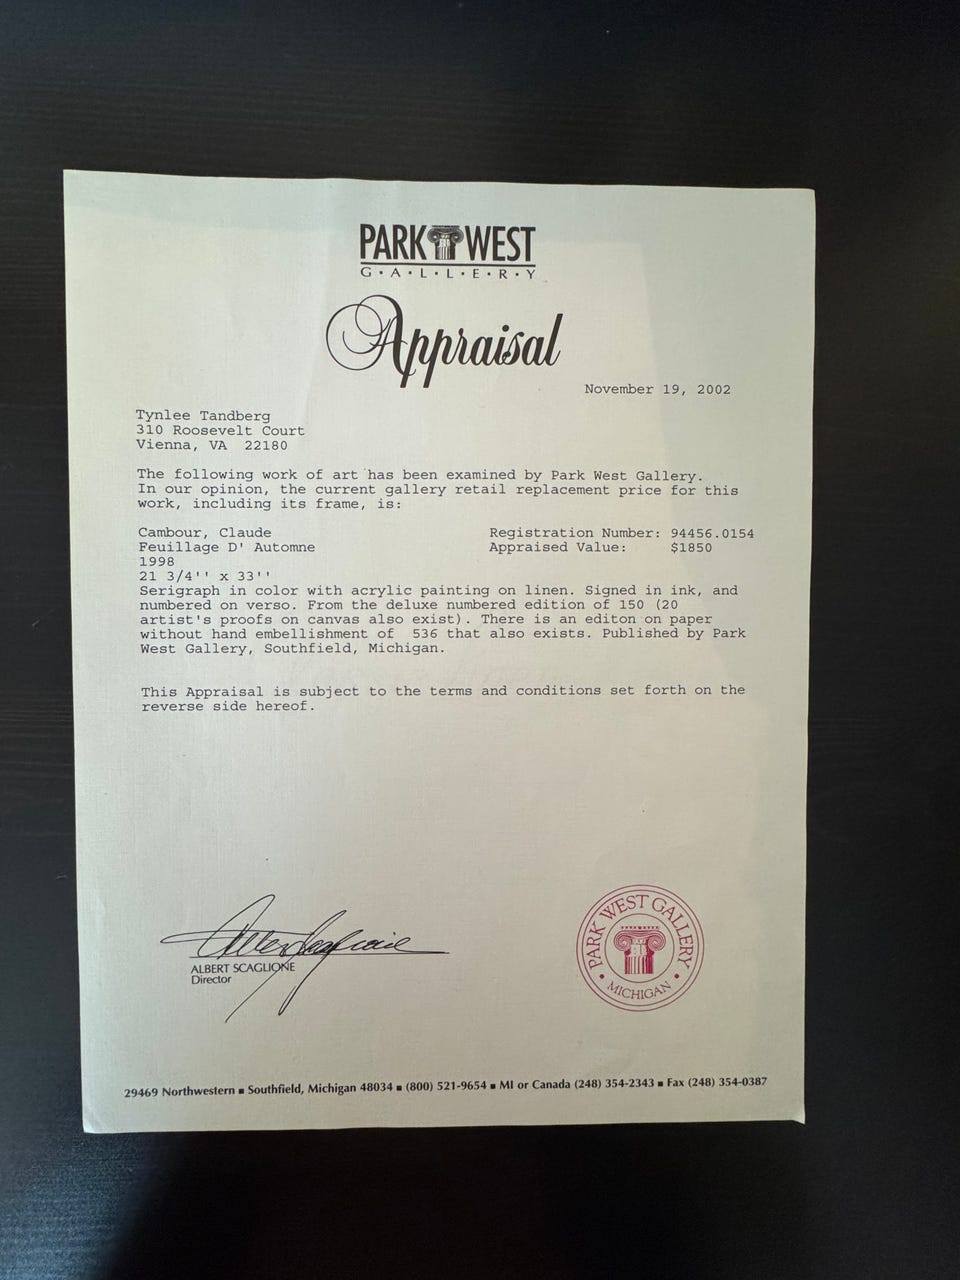 PARK WEST
G•A•L•L•E•R•Y
Appraisal
November 19, 2002
Tynlee Tandberg
310 Roosevelt Court
Vienna, VA 22180
The following work of art has been examined by Park West Gallery.
In our opinion, the current gallery retail replacement price for this
work, including its frame, is:
Cambour, Claude Registration Number: 94456.0154
Feuillage D' Automne Appraised Value: $1850
1998
21 3/4'' x 33''
Serigraph in color with acrylic painting on linen. Signed in ink, and
numbered on verso. From the deluxe numbered edition of 150 (20
artist's proofs on canvas also exist). There is an editon on paper
without hand embellishment of 536 that also exists. Published by Park
West Gallery, Southfield, Michigan.
This Appraisal is subject to the terms and conditions set forth on the
reverse side hereof.
Albert Scaglione
ALBERT SCAGLIONE
Director
PARK WEST GALLERY
• MICHIGAN •
29469 Northwestern ■ Southfield, Michigan 48034 ■ (800) 521-9654 ■ MI or Canada (248) 354-2343 ■ Fax (248) 354-0387